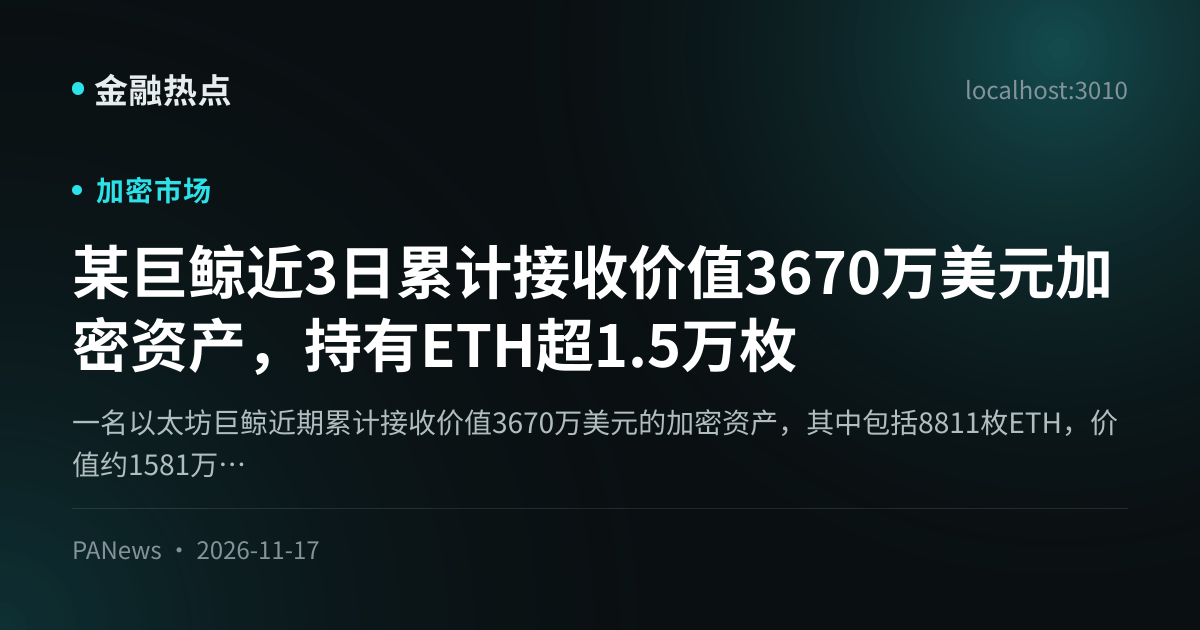 金融热点
localhost:3010
加密市场
某巨鲸近3日累计接收价值3670万美元加
密资产，持有ETH超1.5万枚
一名以太坊巨鲸近期累计接收价值3670万美元的加密资产，其中包括8811枚ETH，价
值约1581万…
PANews • 2026-11-17